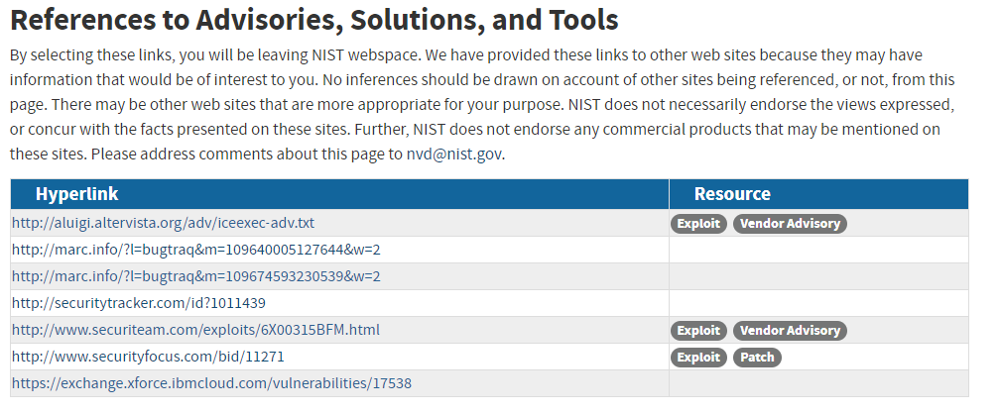 References to Advisories, Solutions, and Tools
By selecting these links, you will be leaving NIST webspace. We have provided these links to other web sites because they may have
information that would be of interest to you. No inferences should be drawn on account of other sites being referenced, or not, from this
page. There may be other web sites that are more appropriate for your purpose. NIST does not necessarily endorse the views expressed,
or concur with the facts presented on these sites. Further, NIST does not endorse any commercial products that may be mentioned on
these sites. Please address comments about this page to nvd@nist.gov.
Hyperlink Resource
http://aluigi.altervista.org/adv/iceexec-adv.txt Exploit Vendor Advisory
http://marc.info/?l=bugtraq&m=109640005127644&w=2
http://marc.info/?l=bugtraq&m=109674593230539&w=2
http://securitytracker.com/id?1011439
http://www.securiteam.com/exploits/6X00315BFM.html Exploit Vendor Advisory
http://www.securityfocus.com/bid/11271 Exploit Patch
https://exchange.xforce.ibmcloud.com/vulnerabilities/17538